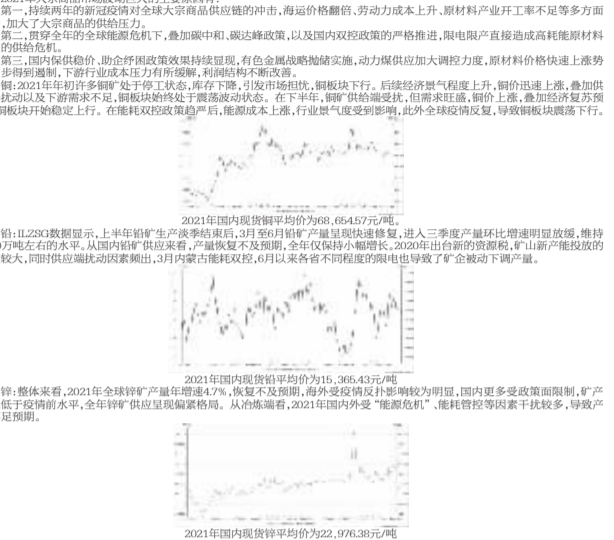 2021年大宗商品市场波动巨大的主要原因有:
第一,持续两年的新冠疫情对全球大宗商品供应链的冲击,海运价格翻倍、劳动力成本上升、原材料产业开工率不足等多方面
,加大了大宗商品的供给压力。
第二,贯穿全年的全球能源危机下,叠加碳中和、碳达峰政策,以及国内双控政策的严格推进,限电限产直接造成高耗能原材料
的供给危机。
第三,国内保供稳价、助企纾困政策效果持续显现,有色金属战略抛储实施,动力煤供应加大调控力度,原材料价格快速上涨势
步得到遏制,下游行业成本压力有所缓解,利润结构不断改善。
铜:2021年年初许多铜矿处于停工状态,库存下降,引发市场担忧,铜板块下行。后续经济景气程度上升,铜价迅速上涨,叠加供
扰动以及下游需求不足,铜板块始终处于震荡波动状态。在下半年,铜矿供给端受扰,但需求旺盛,铜价上涨,叠加经济复苏预
铜板块开始稳定上行。在能耗双控政策趋严后,能源成本上涨,行业景气度受到影响,此外全球疫情反复,导致铜板块震荡下行。
2021年国内现货铜平均价为68,654.57元/吨。
铅:ILZSG数据显示,上半年铅矿生产淡季结束后,3月至6月铅矿产量呈现快速修复,进入三季度产量环比增速明显放缓,维持
万吨左右的水平。从国内铅矿供应来看,产量恢复不及预期,全年仅保持小幅增长。2020年出台新的资源税,矿山新产能投放的
较大,同时供应端扰动因素频出,3月内蒙古能耗双控,6月以来各省不同程度的限电也导致了矿企被动下调产量。
2021年国内现货铅平均价为15,365.43元/吨
锌:整体来看,2021年全球锌矿产量年增速4.7%,恢复不及预期,海外受疫情反扑影响较为明显,国内更多受政策面限制,矿产
低于疫情前水平,全年锌矿供应呈现偏紧格局。从冶炼端看,2021年国内外受“能源危机”、能耗管控等因素干扰较多,导致产
足预期。
2021年国内现货锌平均价为22,976.38元/吨